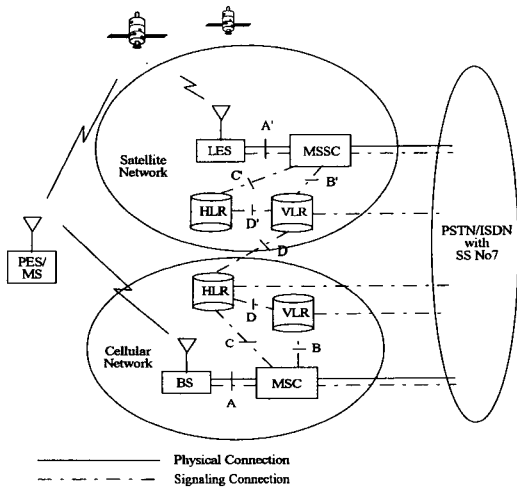 A'
LES
MSSC
Satellite
Network
C'
B'
HLR
VLR
D'
D
PSTN/ISDN
with
SS No7
PES/
MS
HLR
D
VLR
Cellular
Network
C
B
BS
MSC
A
Physical Connection
Signaling Connection